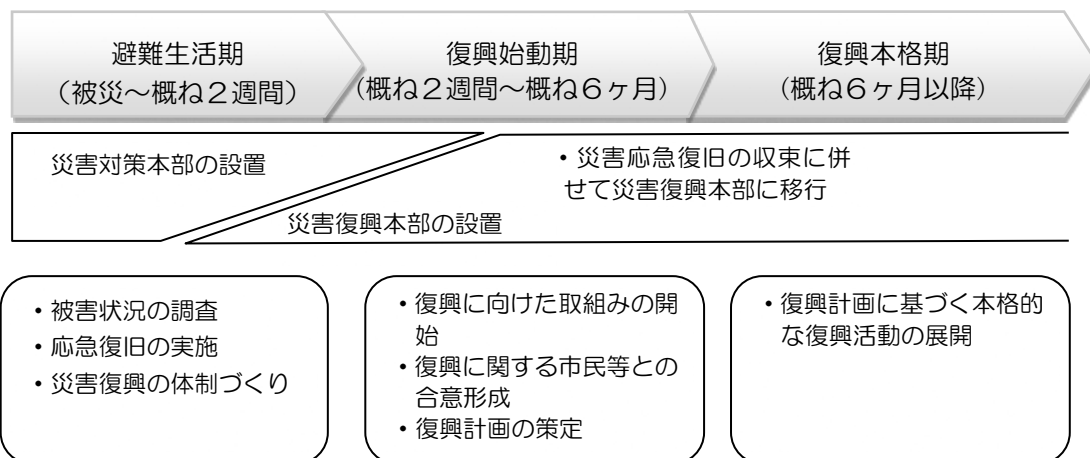 避難生活期
（被災～概ね２週間）
復興始動期
（概ね２週間～概ね６ヶ月）
復興本格期
（概ね６ヶ月以降）
災害対策本部の設置
・災害応急復旧の収束に併
せて災害復興本部に移行
災害復興本部の設置
・被害状況の調査
・応急復旧の実施
・災害復興の体制づくり
・復興に向けた取組みの開
始
・復興に関する市民等との
合意形成
・復興計画の策定
・復興計画に基づく本格的
な復興活動の展開